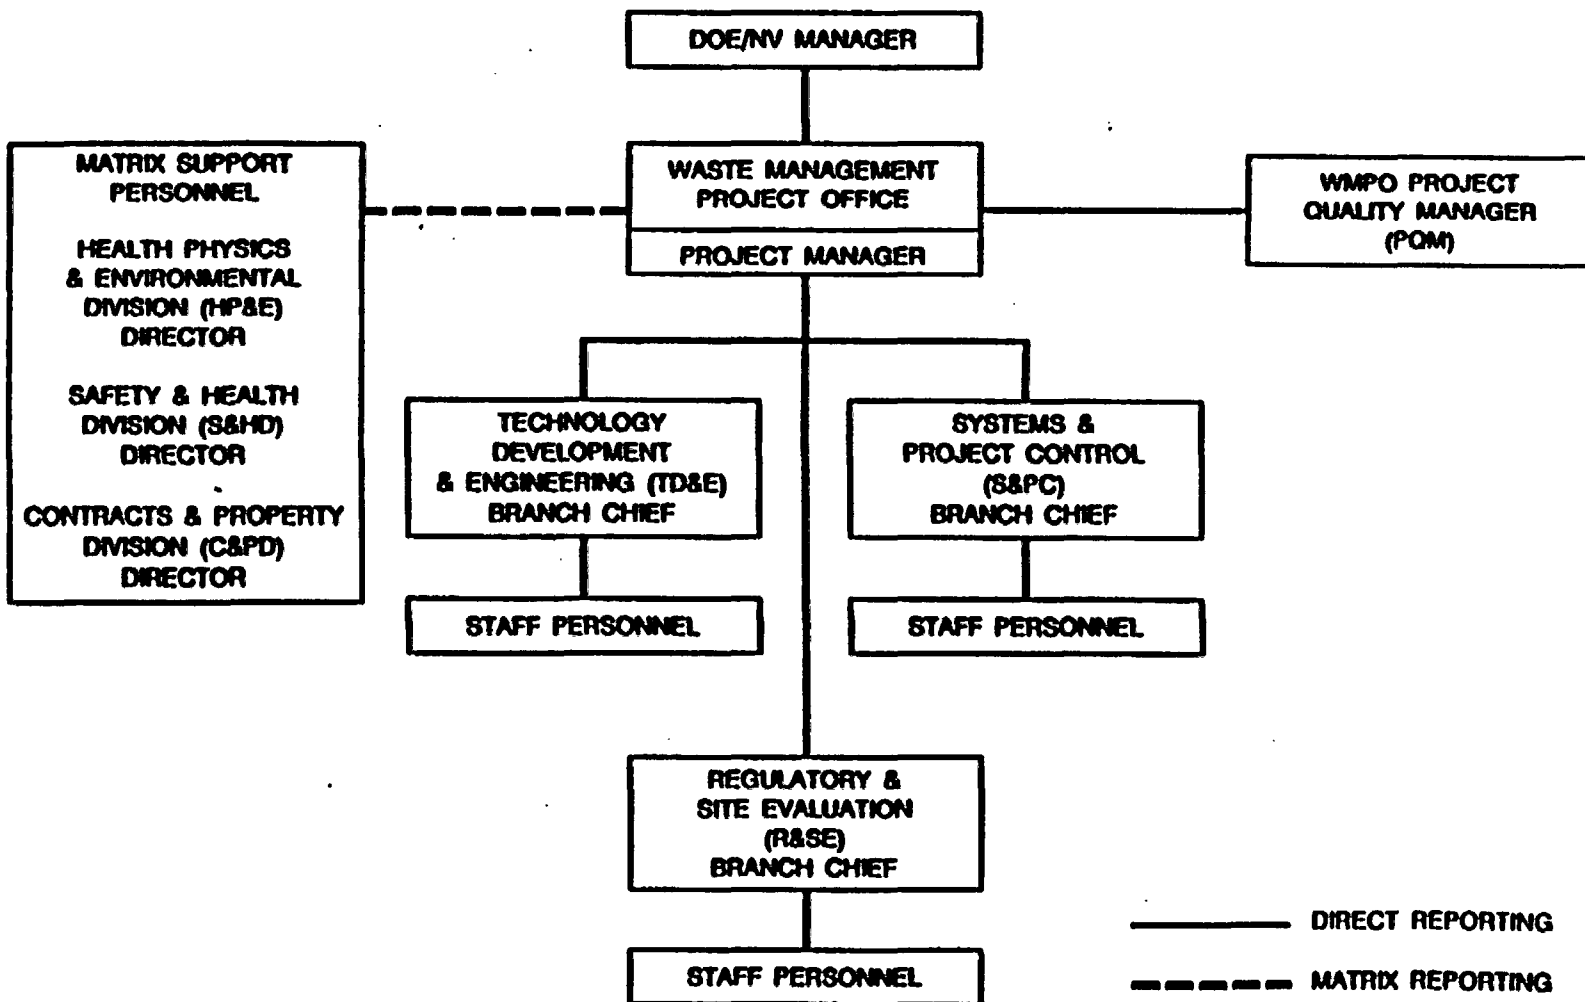 DOE/NV MANAGER
MATRIX SUPPORT
PERSONNEL
HEALTH PHYSICS
& ENVIRONMENTAL
DIVISION (HP&E)
DIRECTOR
SAFETY & HEALTH
DIVISION (S&HD)
DIRECTOR
CONTRACTS & PROPERTY
DIVISION (C&PD)
DIRECTOR
WASTE MANAGEMENT
PROJECT OFFICE
PROJECT MANAGER
WMPO PROJECT
QUALITY MANAGER
(PQM)
TECHNOLOGY
DEVELOPMENT
& ENGINEERING (TD&E)
BRANCH CHIEF
STAFF PERSONNEL
SYSTEMS &
PROJECT CONTROL
(S&PC)
BRANCH CHIEF
STAFF PERSONNEL
REGULATORY &
SITE EVALUATION
(R&SE)
BRANCH CHIEF
STAFF PERSONNEL
DIRECT REPORTING
MATRIX REPORTING